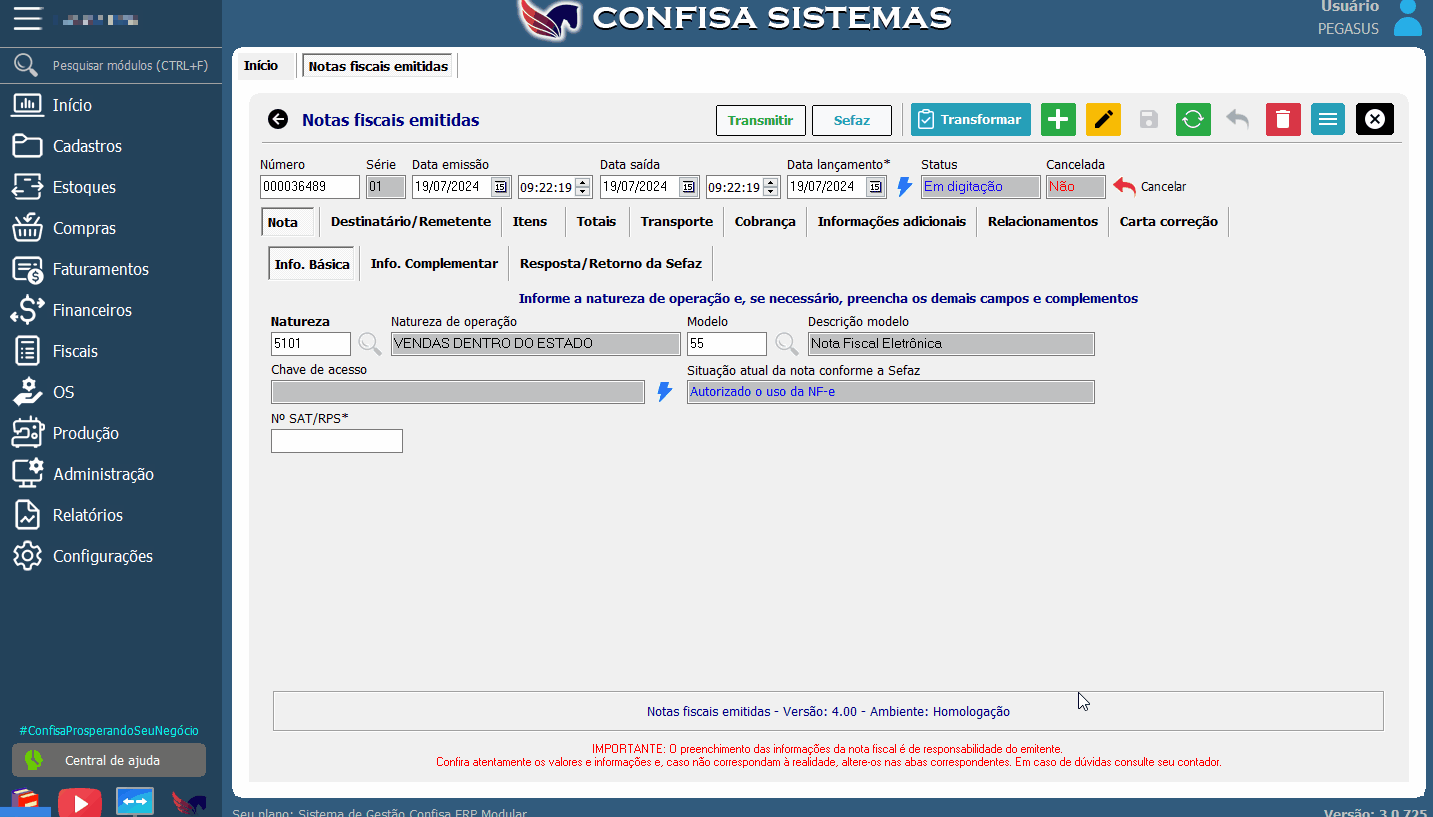 CONFISA SISTEMAS
Usuário
PEGASUS
Pesquisar módulos (CTRL+F)
Início
Cadastros
Estoques
Compras
Faturamentos
Financeiros
Fiscais
OS
Produção
Administração
Relatórios
Configurações
#ConfisaProsperandoSeuNegócio
Central de ajuda
Início Notas fiscais emitidas
Notas fiscais emitidas Transmitir Sefaz Transformar
Número Série Data emissão Data saída Data lançamento* Status Cancelada
000036489 01 19/07/2024 15 09:22:19 19/07/2024 15 09:22:19 19/07/2024 15 Em digitação Não Cancelar
Nota Destinatário/Remetente Itens Totais Transporte Cobrança Informações adicionais Relacionamentos Carta correção
Info. Básica Info. Complementar Resposta/Retorno da Sefaz
Informe a natureza de operação e, se necessário, preencha os demais campos e complementos
Natureza Natureza de operação Modelo Descrição modelo
5101 VENDAS DENTRO DO ESTADO 55 Nota Fiscal Eletrônica
Chave de acesso Situação atual da nota conforme a Sefaz
Autorizado o uso da NF-e
Nº SAT/RPS*
Notas fiscais emitidas - Versão: 4.00 - Ambiente: Homologação
IMPORTANTE: O preenchimento das informações da nota fiscal é de responsabilidade do emitente.
Confira atentamente os valores e informações e, caso não correspondam à realidade, altere-os nas abas correspondentes. Em caso de dúvidas consulte seu contador.
Seu plano: Sistema de Gestão Confisa ERP Modular Versão: 3.0.725